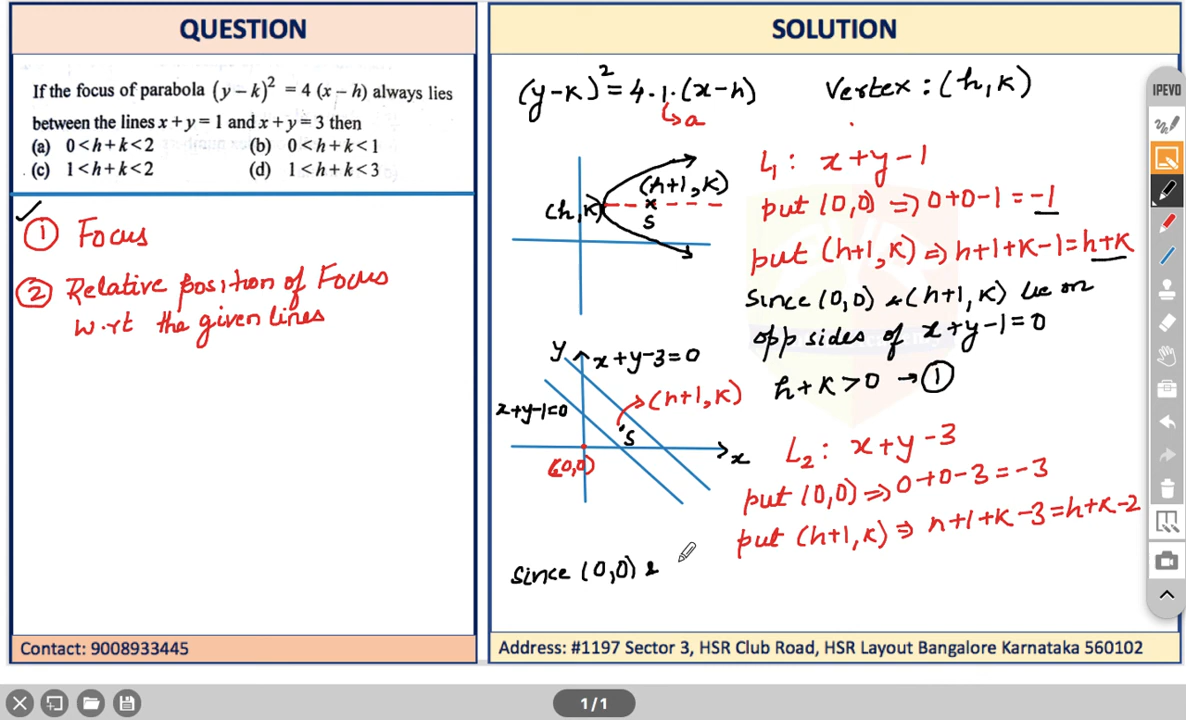 QUESTION
If the focus of parabola (y − k)² = 4 (x − h) always lies
between the lines x + y = 1 and x + y = 3 then
(a) 0 < h + k < 2 (b) 0 < h + k < 1
(c) 1 < h + k < 2 (d) 1 < h + k < 3
① Focus
② Relative position of Focus
w.rt the given lines
Contact: 9008933445
SOLUTION
(y-k)² = 4·1·(x-h) Vertex : (h,k)
↳a
(h+1,k)
(h,k)
S
L₁ : x+y-1
put (0,0) ⇒ 0+0-1 = -1
put (h+1,k) ⇒ h+1+k-1 = h+k
Since (0,0) & (h+1,k) lie on
opp sides of x+y-1=0
h+k>0 → ①
y
x+y-3=0
(h+1,k)
x+y-1=0
S
x
(0,0)
L₂ : x+y-3
put (0,0) ⇒ 0+0-3 = -3
put (h+1,k) ⇒ h+1+k-3 = h+k-2
since (0,0) &
Address: #1197 Sector 3, HSR Club Road, HSR Layout Bangalore Karnataka 560102
IPEVO
1/1